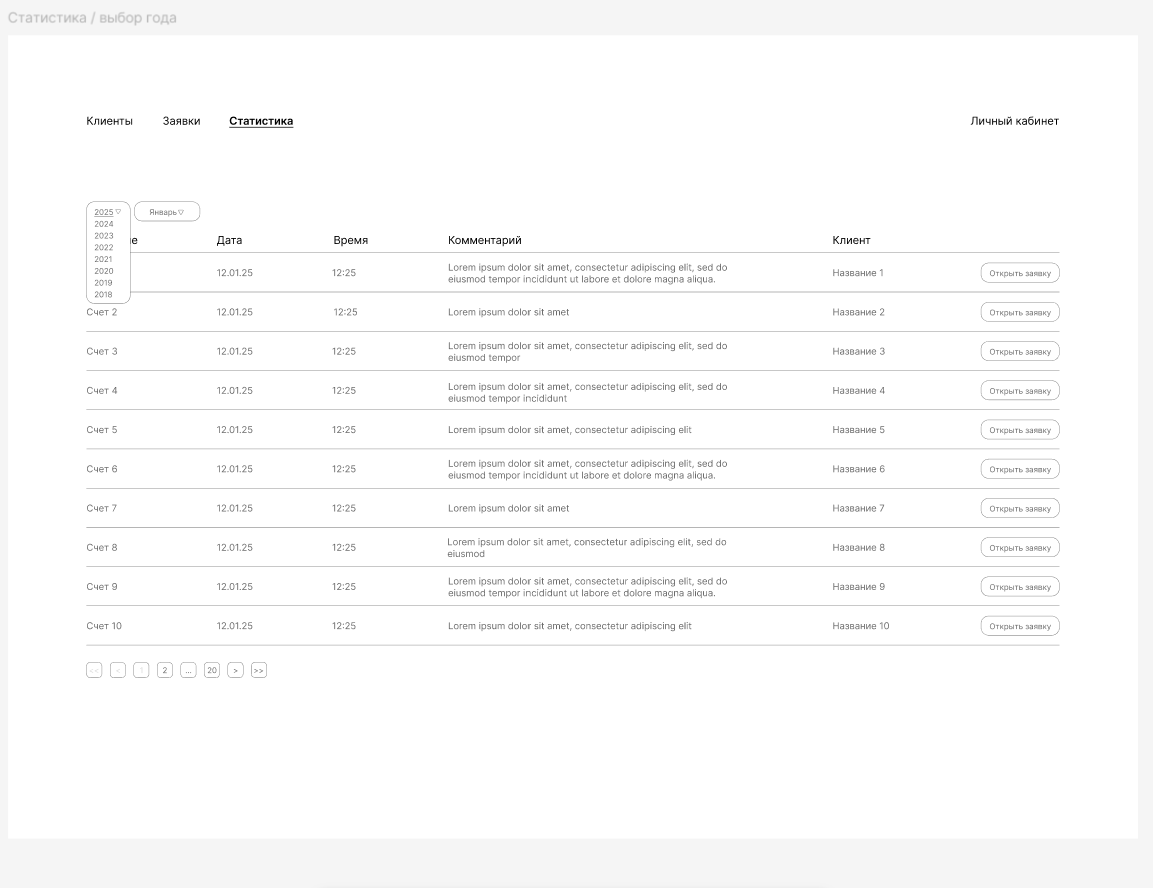 Статистика / выбор года
Клиенты Заявки Статистика Личный кабинет
2025 ▽ Январь ▽
2024
2023
2022
2021
2020
2019
2018
е Дата Время Комментарий Клиент
12.01.25 12:25 Lorem ipsum dolor sit amet, consectetur adipiscing elit, sed do
eiusmod tempor incididunt ut labore et dolore magna aliqua. Название 1 Открыть заявку
Счет 2 12.01.25 12:25 Lorem ipsum dolor sit amet Название 2 Открыть заявку
Счет 3 12.01.25 12:25 Lorem ipsum dolor sit amet, consectetur adipiscing elit, sed do
eiusmod tempor Название 3 Открыть заявку
Счет 4 12.01.25 12:25 Lorem ipsum dolor sit amet, consectetur adipiscing elit, sed do
eiusmod tempor incididunt Название 4 Открыть заявку
Счет 5 12.01.25 12:25 Lorem ipsum dolor sit amet, consectetur adipiscing elit Название 5 Открыть заявку
Счет 6 12.01.25 12:25 Lorem ipsum dolor sit amet, consectetur adipiscing elit, sed do
eiusmod tempor incididunt ut labore et dolore magna aliqua. Название 6 Открыть заявку
Счет 7 12.01.25 12:25 Lorem ipsum dolor sit amet Название 7 Открыть заявку
Счет 8 12.01.25 12:25 Lorem ipsum dolor sit amet, consectetur adipiscing elit, sed do
eiusmod Название 8 Открыть заявку
Счет 9 12.01.25 12:25 Lorem ipsum dolor sit amet, consectetur adipiscing elit, sed do
eiusmod tempor incididunt ut labore et dolore magna aliqua. Название 9 Открыть заявку
Счет 10 12.01.25 12:25 Lorem ipsum dolor sit amet, consectetur adipiscing elit Название 10 Открыть заявку
<< < 1 2 ... 20 > >>